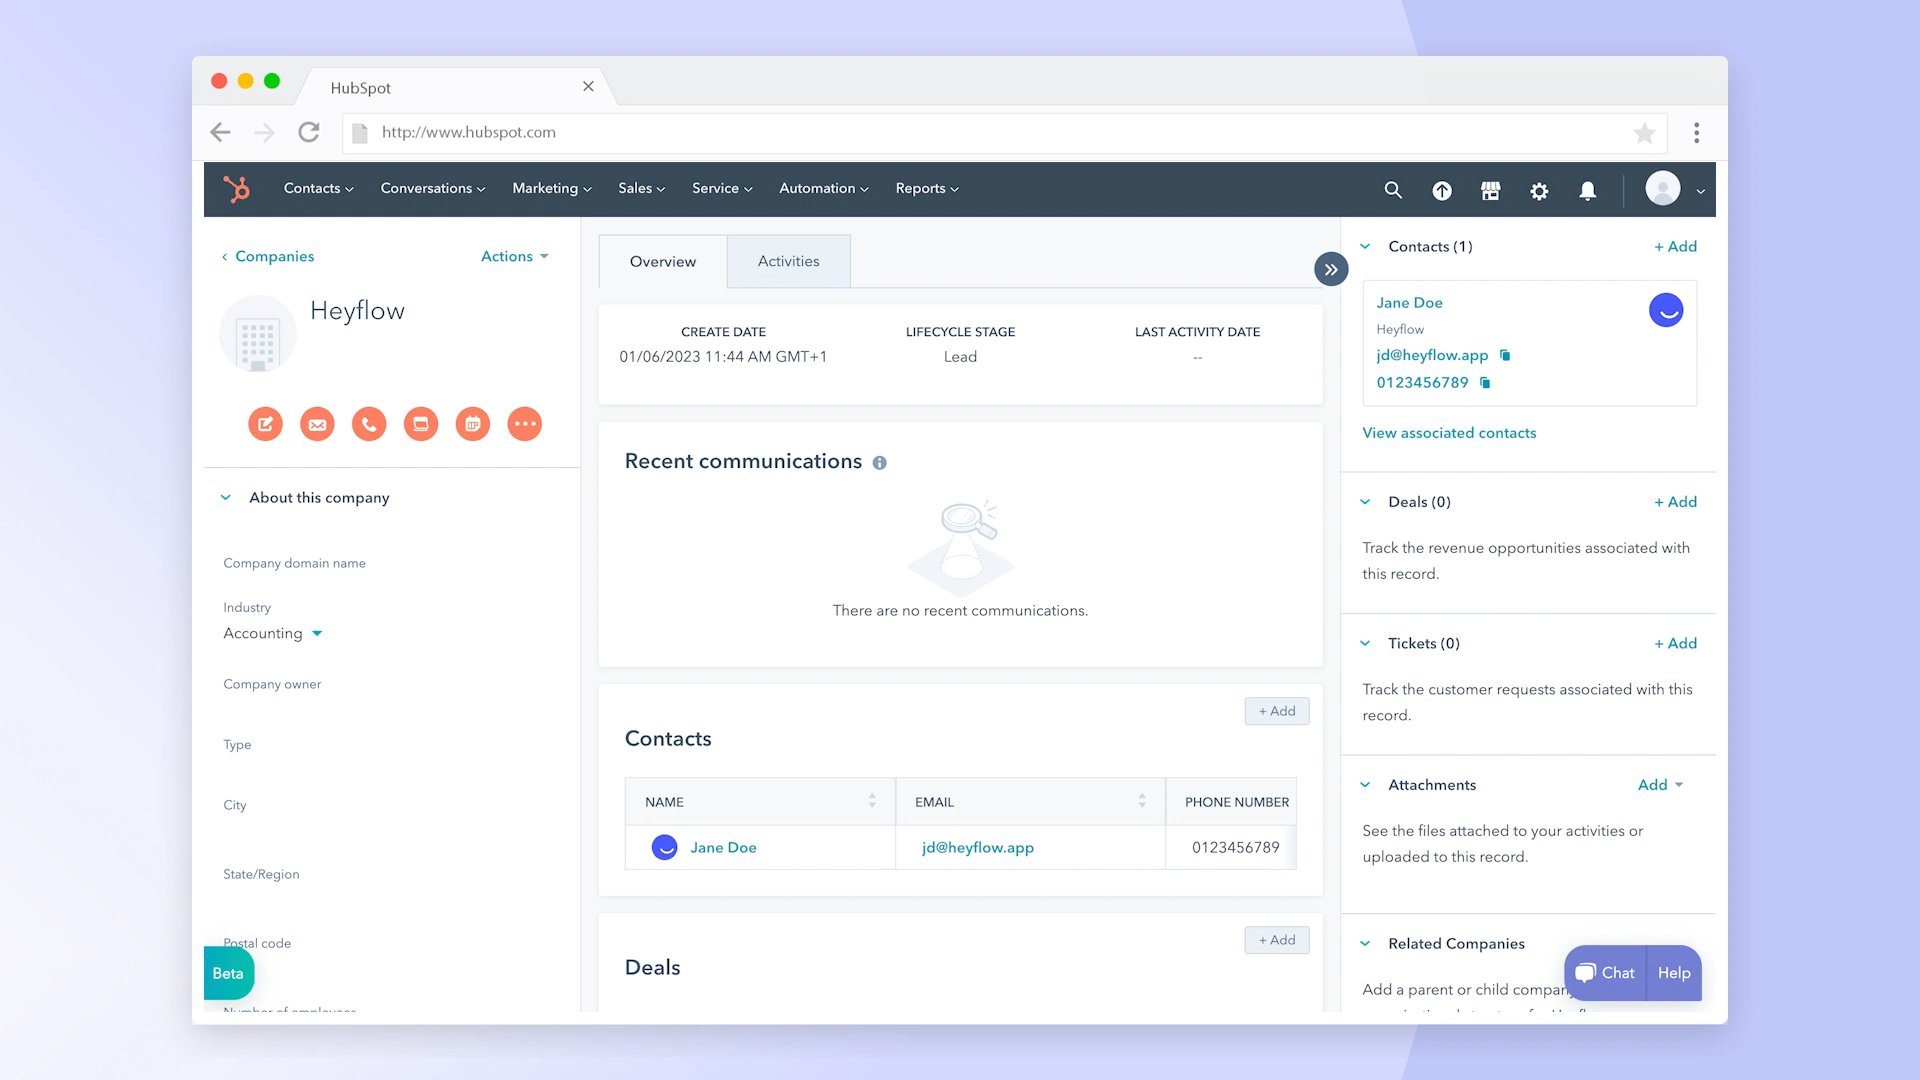 HubSpot
http://www.hubspot.com
Contacts Conversations Marketing Sales Service Automation Reports
Companies
Actions
Heyflow
About this company
Company domain name
Industry
Accounting
Company owner
Type
City
State/Region
Postal code
Beta
Number of employees
Overview Activities
CREATE DATE LIFECYCLE STAGE LAST ACTIVITY DATE
01/06/2023 11:44 AM GMT+1 Lead --
Recent communications
There are no recent communications.
+ Add
Contacts
NAME EMAIL PHONE NUMBER
Jane Doe jd@heyflow.app 0123456789
+ Add
Deals
Contacts (1) + Add
Jane Doe
Heyflow
jd@heyflow.app
0123456789
View associated contacts
Deals (0) + Add
Track the revenue opportunities associated with
this record.
Tickets (0) + Add
Track the customer requests associated with this
record.
Attachments Add
See the files attached to your activities or
uploaded to this record.
Related Companies
Add a parent or child
Chat Help